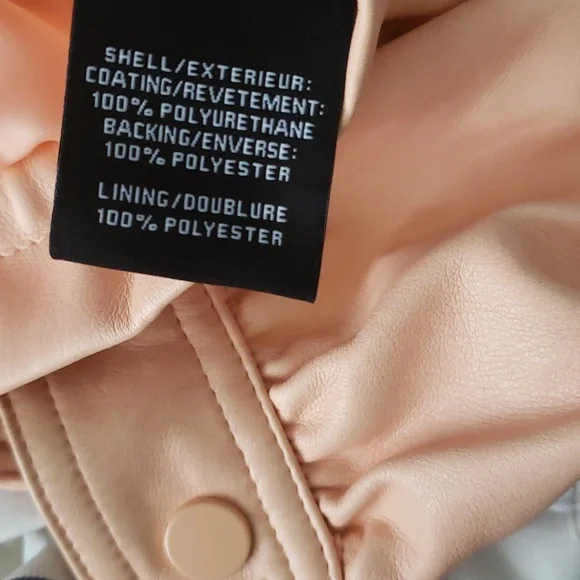 SHELL/EXTERIEUR:
COATING/REVETEMENT:
100% POLYURETHANE
BACKING/ENVERSE:
100% POLYESTER
LINING/DOUBLURE
100% POLYESTER